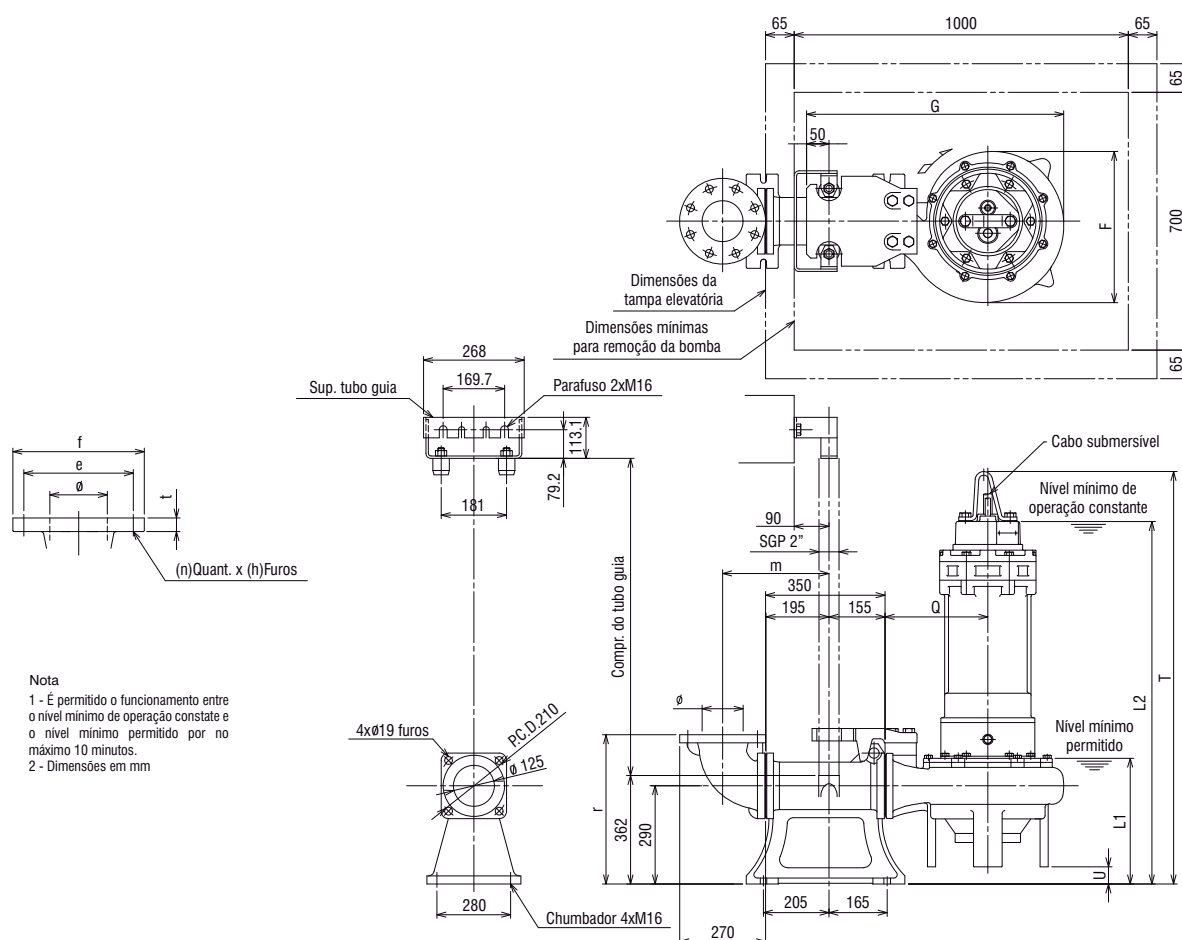 65
1000
65
65
G
50
F
700
65
Dimensões da
tampa elevatória
Dimensões mínimas
para remoção da bomba
268
169.7
Parafuso 2xM16
Sup. tubo guia
113.1
79.2
181
f
e
ø
t
(n)Quant. x (h)Furos
Cabo submersível
Nível mínimo de
operação constante
90
SGP 2”
m
350
195
155
Q
Compr. do tubo guia
L2
T
Nota
1 - É permitido o funcionamento entre
o nível mínimo de operação constate e
o nível mínimo permitido por no
máximo 10 minutos.
2 - Dimensões em mm
4xø19 furos
P.C.D.210
ø 125
ø
Nível mínimo
permitido
r
362
290
L1
U
280
Chumbador 4xM16
205
165
270